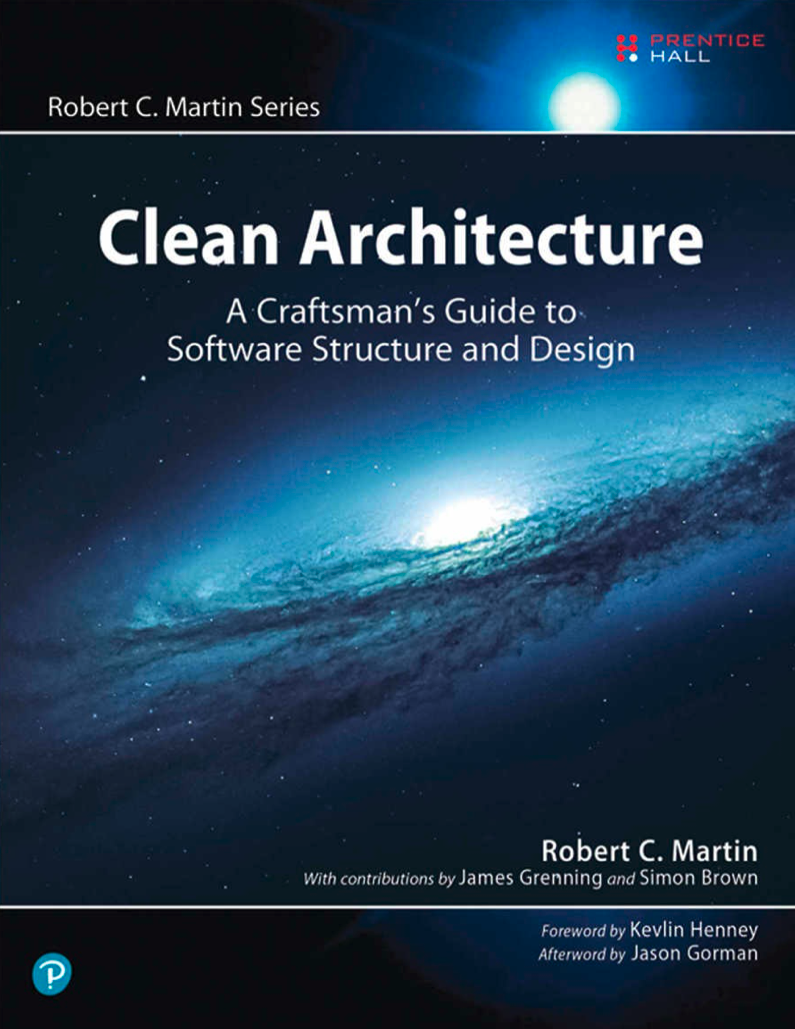 PRENTICE
HALL
Robert C. Martin Series
Clean Architecture
A Craftsman's Guide to
Software Structure and Design
Robert C. Martin
With contributions by James Grenning and Simon Brown
Foreword by Kevlin Henney
Afterword by Jason Gorman
P